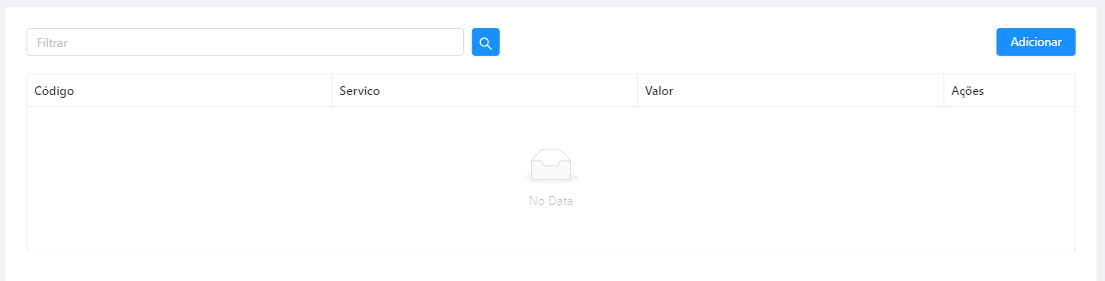 Filtrar
Adicionar
Código Servico Valor Ações
No Data